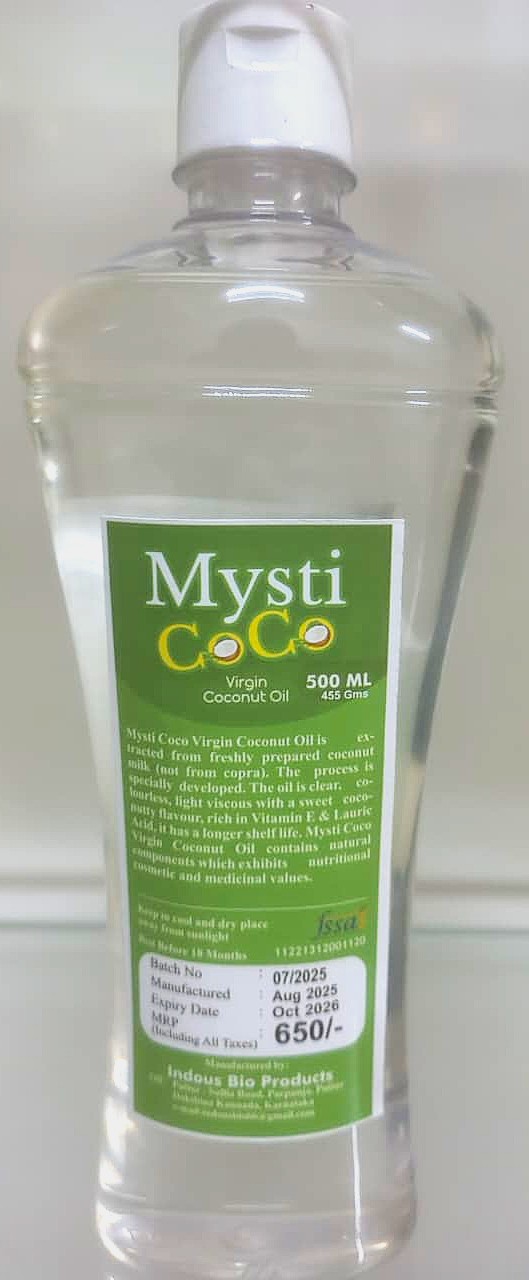 Mysti
CoCo
Virgin
Coconut Oil
500 ML
455 Gms
Mysti Coco Virgin Coconut Oil is ex-
tracted from freshly prepared coconut
milk (not from copra). The process is
specially developed. The oil is clear, co-
lourless, light viscous with a sweet coco-
nutty flavour, rich in Vitamin E & Lauric
Acid, it has a longer shelf life. Mysti Coco
Virgin Coconut Oil contains natural
components which exhibits nutritional
cosmetic and medicinal values.
Keep in cool and dry place
away from sunlight
Best Before 18 Months
fssai
11221312001120
Batch No : 07/2025
Manufactured : Aug 2025
Expiry Date : Oct 2026
MRP
(Including All Taxes) : 650/-
Manufactured by:
Indous Bio Products
Road, Puttur
Dakshina Kannada, Karnataka